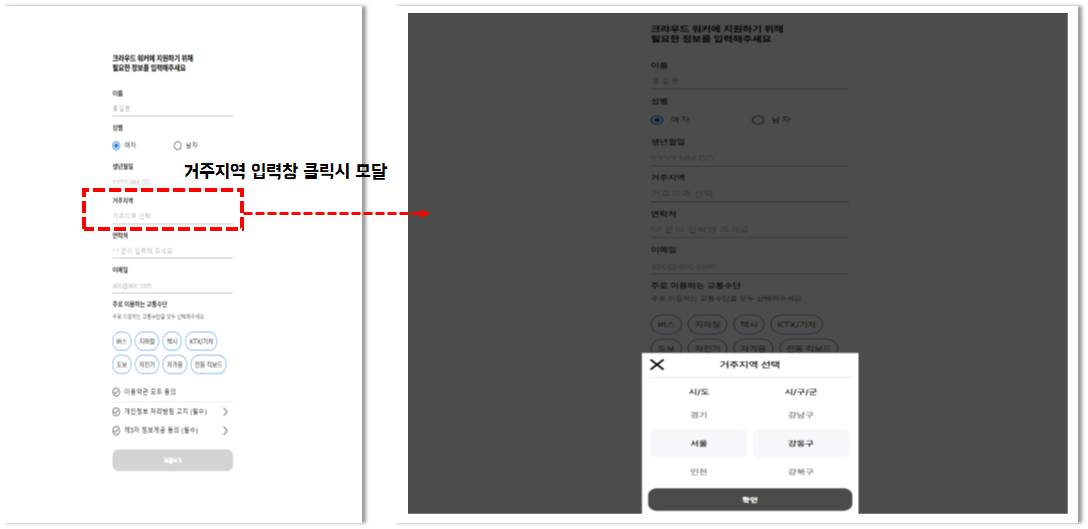 크라우드 워커에 지원하기 위해
필요한 정보를 입력해주세요
이름
홍길동
성별
여자 남자
생년월일
YYYY.MM.DD
거주지역
거주지역 선택
연락처
'-' 없이 입력해 주세요
이메일
abc@abc.com
주로 이용하는 교통수단
주로 이용하는 교통수단을 모두 선택해주세요
버스 지하철 택시 KTX/기차
도보 자전거 자가용 전동 킥보드
이용약관 모두 동의
개인정보 처리방침 고지 (필수)
제3자 정보제공 동의 (필수)
거주지역 입력창 클릭시 모달
크라우드 워커에 지원하기 위해
필요한 정보를 입력해주세요
이름
홍길동
성별
여자 남자
생년월일
YYYY.MM.DD
거주지역
거주지역 선택
연락처
'-' 없이 입력해 주세요
이메일
abc@abc.com
주로 이용하는 교통수단
주로 이용하는 교통수단을 모두 선택해주세요
버스 지하철 택시 KTX/기차
도보 자전거 자가용 전동 킥보드
거주지역 선택
시/도 시/구/군
경기 강남구
서울 강동구
인천 강북구
확인